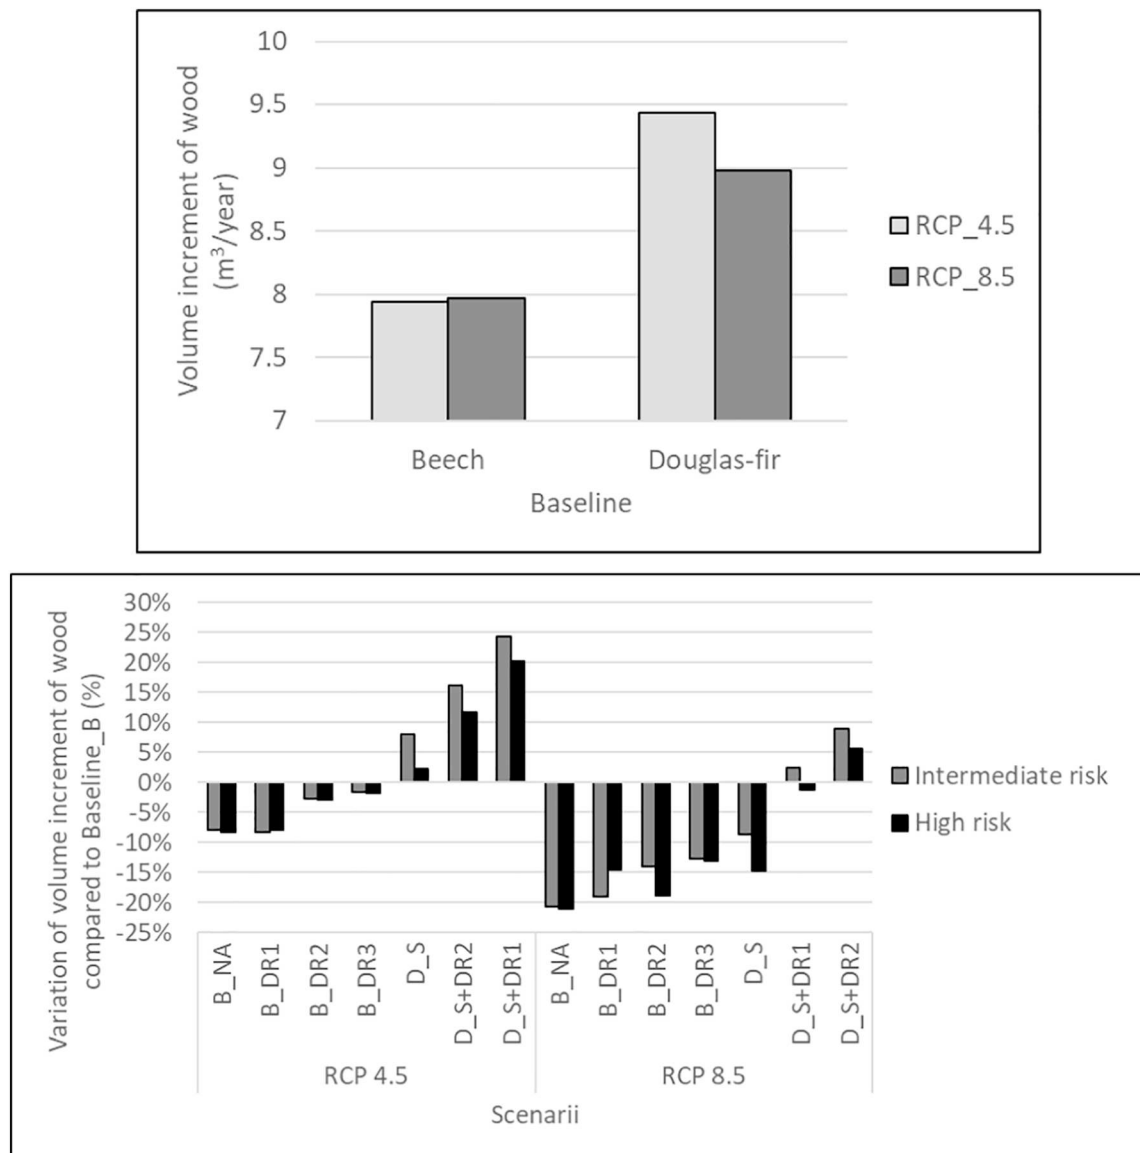 Volume increment of wood
(m³/year)
10
9.5
9
8.5
8
7.5
7
Beech
Douglas-fir
Baseline
RCP_4.5
RCP_8.5
Variation of volume increment of wood
compared to Baseline_B (%)
30%
25%
20%
15%
10%
5%
0%
-5%
-10%
-15%
-20%
-25%
B_NA
B_DR1
B_DR2
B_DR3
D_S
D_S+DR2
D_S+DR1
B_NA
B_DR1
B_DR2
B_DR3
D_S
D_S+DR1
D_S+DR2
RCP 4.5
RCP 8.5
Scenarii
Intermediate risk
High risk